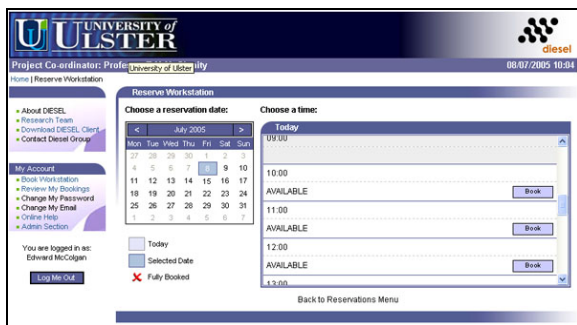 UNIVERSITY of
ULSTER
diesel
Project Co-ordinator: Profe
University of Ulster
08/07/2005 10:04
Home | Reserve Workstation
Reserve Workstation
About DIESEL
Research Team
Download DIESEL Client
Contact Diesel Group
My Account
Book Workstation
Review My Bookings
Change My Password
Change My Email
Online Help
Admin Section
You are logged in as:
Edward McColgan
Log Me Out
Choose a reservation date:
< July 2005 >
Mon Tue Wed Thu Fri Sat Sun
27 28 29 30 1 2 3
4 5 6 7 8 9 10
11 12 13 14 15 16 17
18 19 20 21 22 23 24
25 26 27 28 29 30 31
1 2 3 4 5 6 7
Today
Selected Date
Fully Booked
Choose a time:
Today
09:00
10:00
AVAILABLE Book
11:00
AVAILABLE Book
12:00
AVAILABLE Book
13:00
Back to Reservations Menu